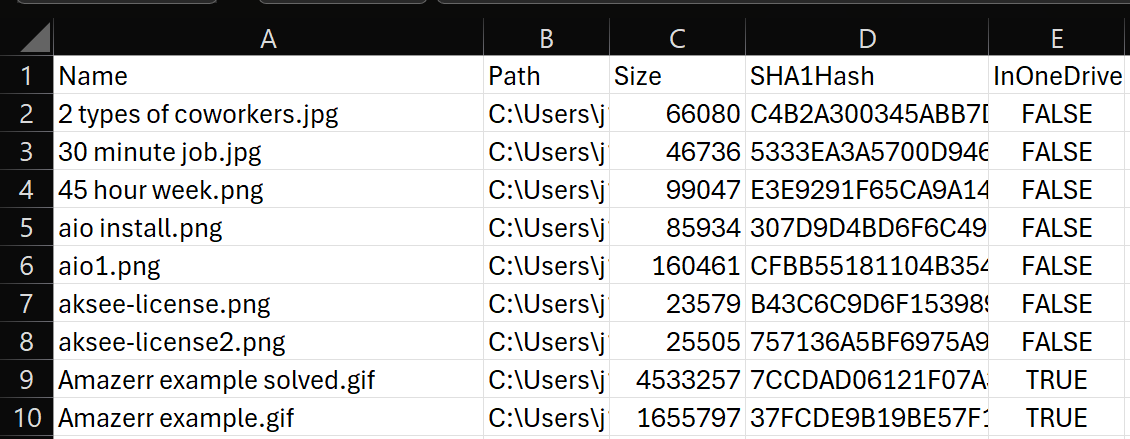 A B C D E
1 Name Path Size SHA1Hash InOneDrive
2 2 types of coworkers.jpg C:\Users\j 66080 C4B2A300345ABB7D FALSE
3 30 minute job.jpg C:\Users\j 46736 5333EA3A5700D946 FALSE
4 45 hour week.png C:\Users\j 99047 E3E9291F65CA9A14 FALSE
5 aio install.png C:\Users\j 85934 307D9D4BD6F6C49 FALSE
6 aio1.png C:\Users\j 160461 CFBB55181104B354 FALSE
7 aksee-license.png C:\Users\j 23579 B43C6C9D6F153989 FALSE
8 aksee-license2.png C:\Users\j 25505 757136A5BF6975A9 FALSE
9 Amazerr example solved.gif C:\Users\j 4533257 7CCDAD06121F07A TRUE
10 Amazerr example.gif C:\Users\j 1655797 37FCDE9B19BE57F1 TRUE